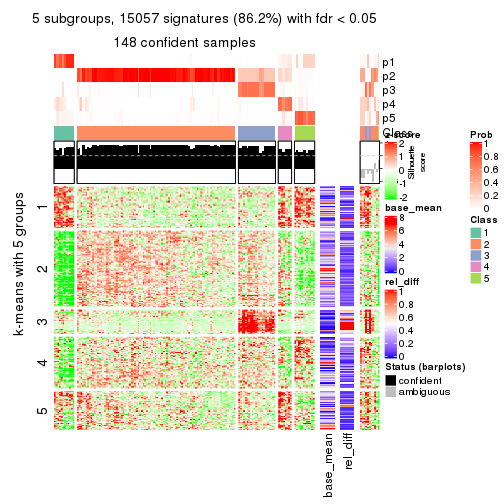 5 subgroups, 15057 signatures (86.2%) with fdr < 0.05
148 confident samples
p1
p2
p3
p4
p5
Class
Silhouette
score
k-means with 5 groups
1
2
3
4
5
base_mean
rel_diff
z-score
2
1
0
-1
-2
base_mean
8
6
4
2
0
rel_diff
1
0.8
0.6
0.4
0.2
0
Status (barplots)
confident
ambiguous
Prob
1
0.8
0.6
0.4
0.2
0
Class
1
2
3
4
5